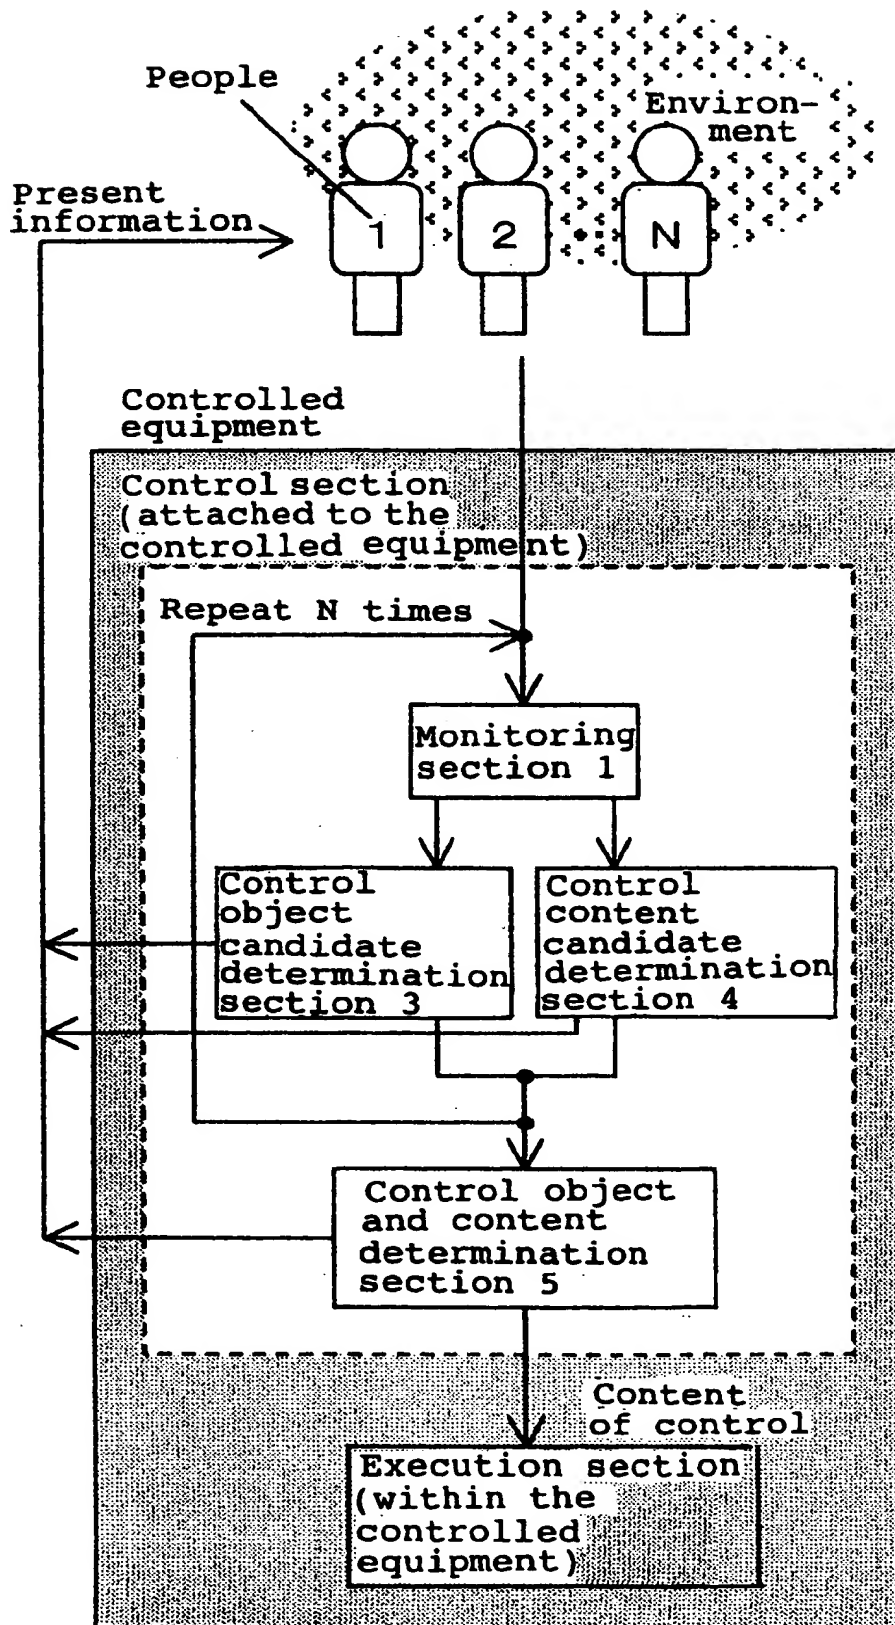 People
Environ-
ment
Present
information
1
2
N
Controlled
equipment
Control section
(attached to the
controlled equipment)
Repeat N times
Monitoring
section 1
Control
object
candidate
determination
section 3
Control
content
candidate
determination
section 4
Control object
and content
determination
section 5
Content
of control
Execution section
(within the
controlled
equipment)